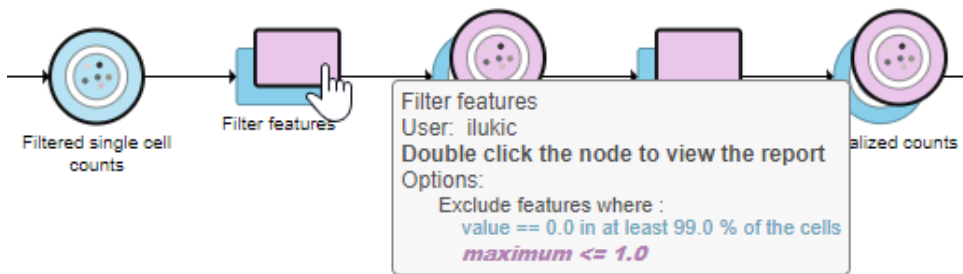 Filtered single cell
counts
Filter features
Filter features
User: ilukic
Double click the node to view the report
Options:
Exclude features where :
value == 0.0 in at least 99.0 % of the cells
maximum <= 1.0
counts